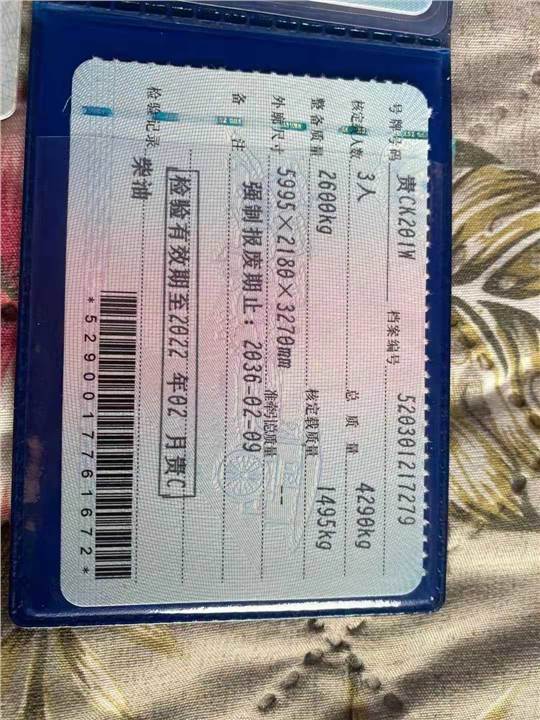 号牌号码 贵CK201W 档案编号 520301217279
核定载人数 3人 总质量 4290kg
整备质量 2600kg 核定载质量 1495kg
外廓尺寸 5995×2180×3270mm 准牵引总质量 --
备注 强制报废期止：2036-02-09
检验记录 检验有效期至2022年02月贵C
柴油
*5290017761672*